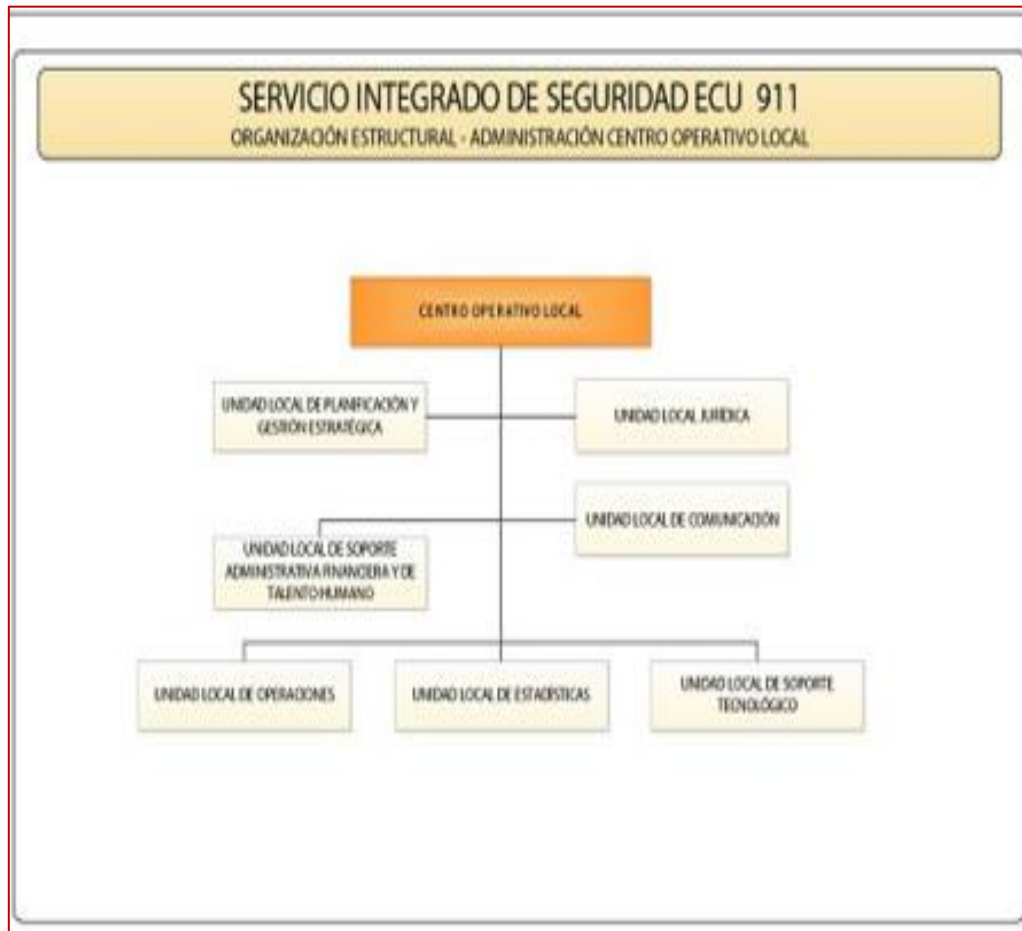 SERVICIO INTEGRADO DE SEGURIDAD ECU 911
ORGANIZACIÓN ESTRUCTURAL - ADMINISTRACIÓN CENTRO OPERATIVO LOCAL
CENTRO OPERATIVO LOCAL
UNIDAD LOCAL DE PLANIFICACIÓN Y
GESTIÓN ESTRATÉGICA
UNIDAD LOCAL JURÍDICA
UNIDAD LOCAL DE COMUNICACIÓN
UNIDAD LOCAL DE SOPORTE
ADMINISTRATIVA FINANCIERA Y DE
TALENTO HUMANO
UNIDAD LOCAL DE OPERACIONES
UNIDAD LOCAL DE ESTADÍSTICAS
UNIDAD LOCAL DE SOPORTE
TECNOLÓGICO